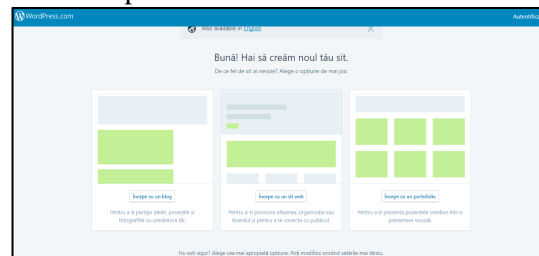 WordPress.com
Autentifica
Also available in English
Bună! Hai să creăm noul tău sit.
De ce fel de sit ai nevoie? Alege o opțiune de mai jos:
Începe cu un blog
Pentru a-ți partaja ideile, poveștile și
fotografiile cu urmăritorii tăi.
Începe cu un sit web
Pentru a-ți promova afacerea, organizația sau
brandul și pentru a te conecta cu publicul.
Începe cu un portofoliu
Pentru a-ți prezenta proiectele creative într-o
prezentare vizuală.
Nu ești sigur? Alege cea mai apropiată opțiune. Poți modifica oricând setările mai târziu.